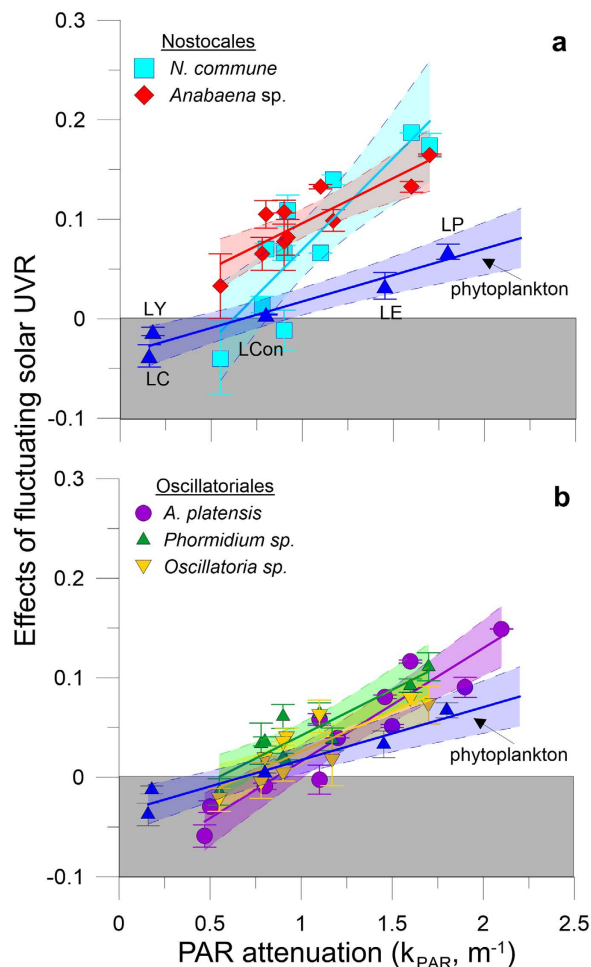 0.3
a
Nostocales
N. commune
Anabaena sp.
0.2
0.1
LP
LY
phytoplankton
LE
0
LCon
LC
-0.1
Effects of fluctuating solar UVR
0.3
b
Oscillatoriales
A. platensis
Phormidium sp.
Oscillatoria sp.
0.2
0.1
phytoplankton
0
-0.1
0 0.5 1 1.5 2 2.5
PAR attenuation (kPAR, m-1)